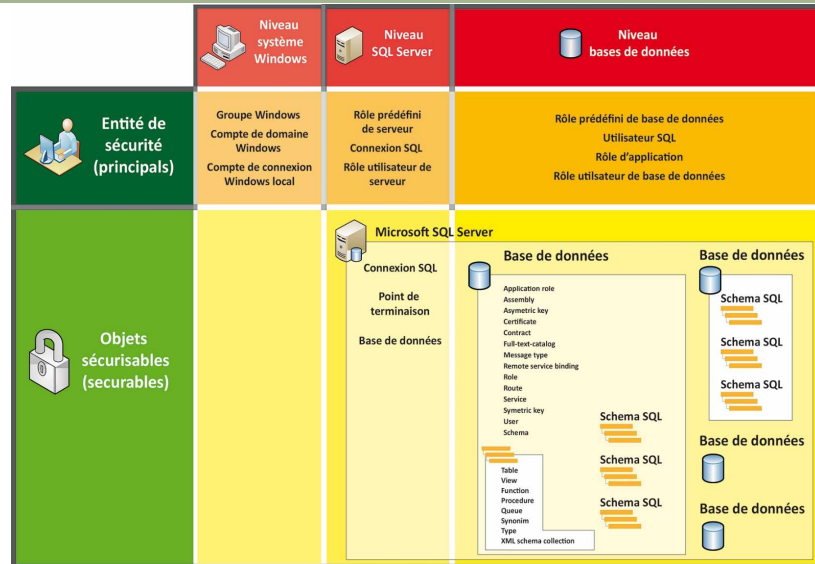 Niveau
système
Windows
Niveau
SQL Server
Niveau
bases de données
Entité de
sécurité
(principals)
Groupe Windows
Compte de domaine
Windows
Compte de connexion
Windows local
Rôle prédéfini
de serveur
Connexion SQL
Rôle utilisateur de
serveur
Rôle prédéfini de base de données
Utilisateur SQL
Rôle d'application
Rôle utilsateur de base de données
Objets
sécurisables
(securables)
Microsoft SQL Server
Connexion SQL
Point de
terminaison
Base de données
Base de données
Application role
Assembly
Asymetric key
Certificate
Contract
Full-text-catalog
Message type
Remote service binding
Role
Route
Service
Symetric key
User
Schema
Table
View
Function
Procedure
Queue
Synonim
Type
XML schema collection
Schema SQL
Schema SQL
Schema SQL
Base de données
Schema SQL
Schema SQL
Schema SQL
Base de données
Base de données